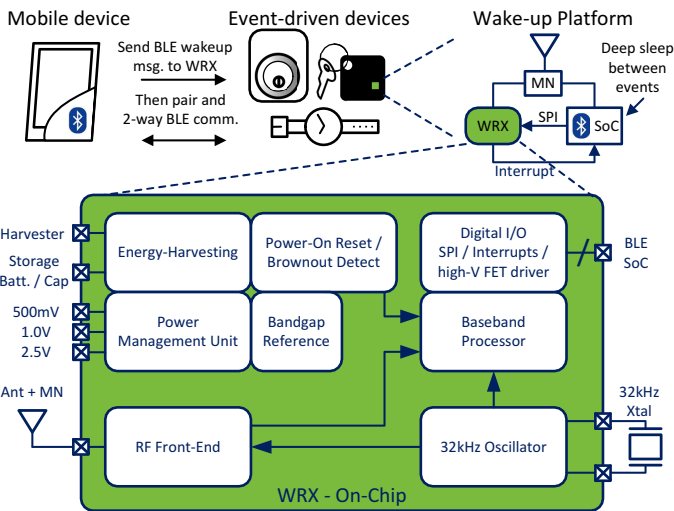 Mobile device
Event-driven devices
Wake-up Platform
Send BLE wakeup
msg. to WRX
Then pair and
2-way BLE comm.
Deep sleep
between
events
MN
WRX
SPI
SoC
Interrupt
Harvester
Storage
Batt. / Cap
500mV
1.0V
2.5V
Ant + MN
Energy-Harvesting
Power-On Reset /
Brownout Detect
Digital I/O
SPI / Interrupts /
high-V FET driver
BLE
SoC
Power
Management Unit
Bandgap
Reference
Baseband
Processor
RF Front-End
32kHz Oscillator
32kHz
Xtal
WRX - On-Chip